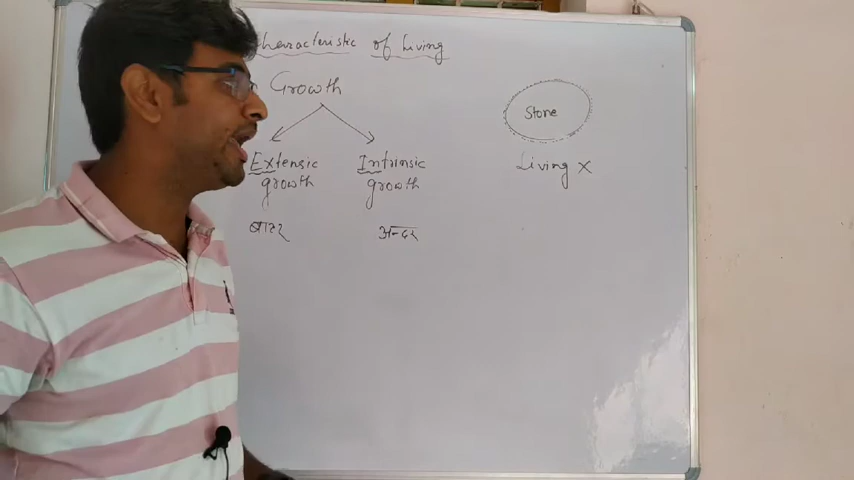 characteristic of Living
Growth
Extensic growth
Intrinsic growth
बाहर
अन्दर
Stone
Living X